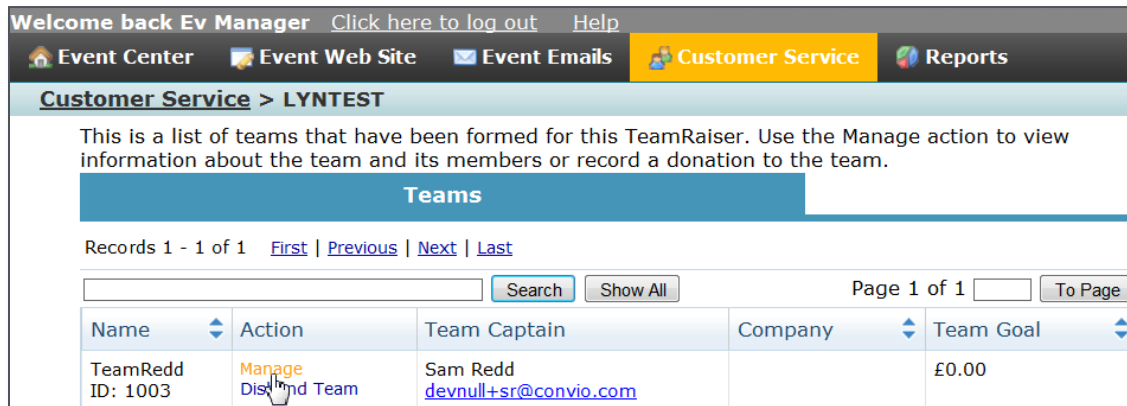 Welcome back Ev Manager Click here to log out Help
Event Center Event Web Site Event Emails Customer Service Reports
Customer Service > LYNTEST
This is a list of teams that have been formed for this TeamRaiser. Use the Manage action to view
information about the team and its members or record a donation to the team.
Teams
Records 1 - 1 of 1 First | Previous | Next | Last
Search Show All Page 1 of 1 To Page
Name Action Team Captain Company Team Goal
TeamRedd Manage Sam Redd £0.00
ID: 1003 Disband Team devnull+sr@convio.com